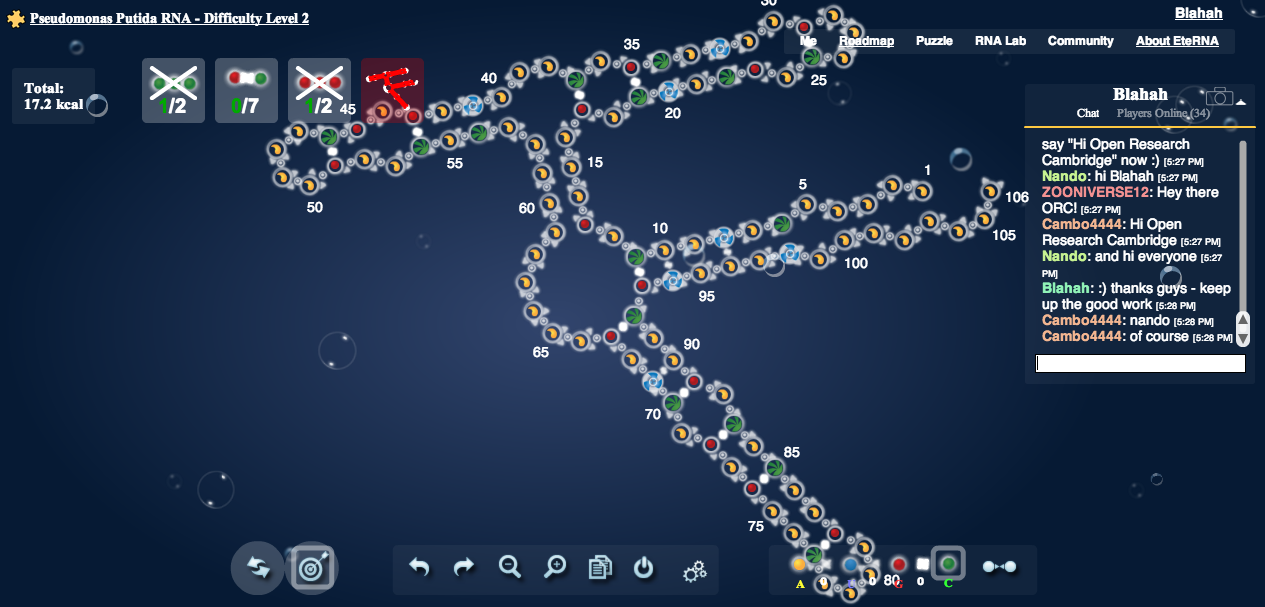 Pseudomonas Putida RNA - Difficulty Level 2
Blahah
Me Roadmap Puzzle RNA Lab Community About EteRNA
Total:
17.2 kcal
1/2
0/7
1/2
Blahah
Chat Players Online (34)
say "Hi Open Research
Cambridge" now :) [5:27 PM]
Nando: hi Blahah [5:27 PM]
ZOONIVERSE12: Hey there
ORC! [5:27 PM]
Cambo4444: Hi Open
Research Cambridge [5:27 PM]
Nando: and hi everyone [5:27
PM]
Blahah: :) thanks guys - keep
up the good work [5:28 PM]
Cambo4444: nando [5:28 PM]
Cambo4444: of course [5:28 PM]
30
35
40
45
25
20
55
15
50
60
1
5
10
106
105
100
95
65
90
70
85
75
80
A 0 U 0 G 0 C